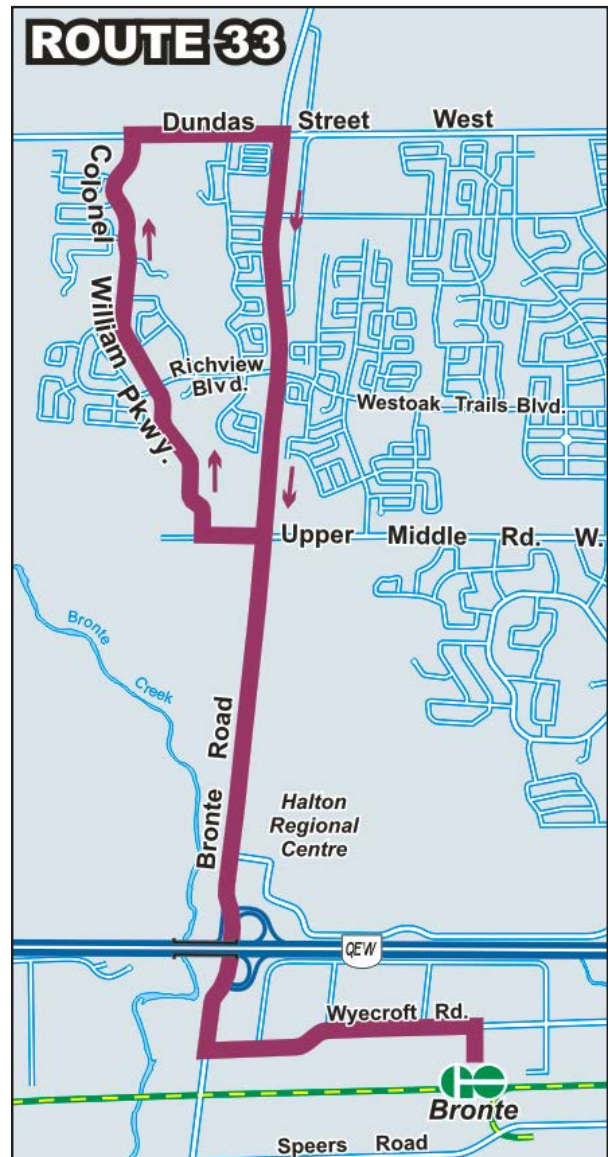 ROUTE 33
Dundas Street West
Colonel William Pkwy.
Richview
Blvd.
Westoak Trails Blvd.
Upper Middle Rd. W.
Bronte
Creek
Bronte Road
Halton
Regional
Centre
QEW
Wyecroft Rd.
GO
Bronte
Speers Road